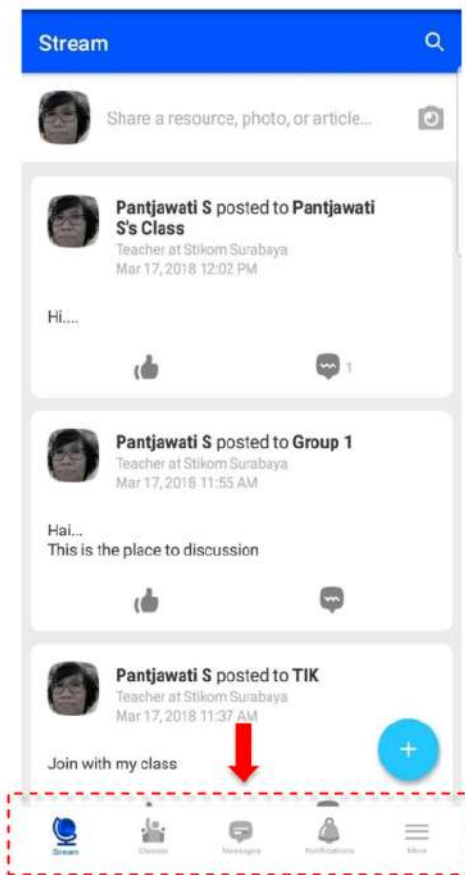 Stream
Share a resource, photo, or article...
Pantjawati S posted to Pantjawati
S's Class
Teacher at Stikom Surabaya
Mar 17, 2018 12:02 PM
Hi....
1
Pantjawati S posted to Group 1
Teacher at Stikom Surabaya
Mar 17, 2018 11:55 AM
Hai...
This is the place to discussion
Pantjawati S posted to TIK
Teacher at Stikom Surabaya
Mar 17, 2018 11:37 AM
Join with my class
Stream Classes Messages Notifications More